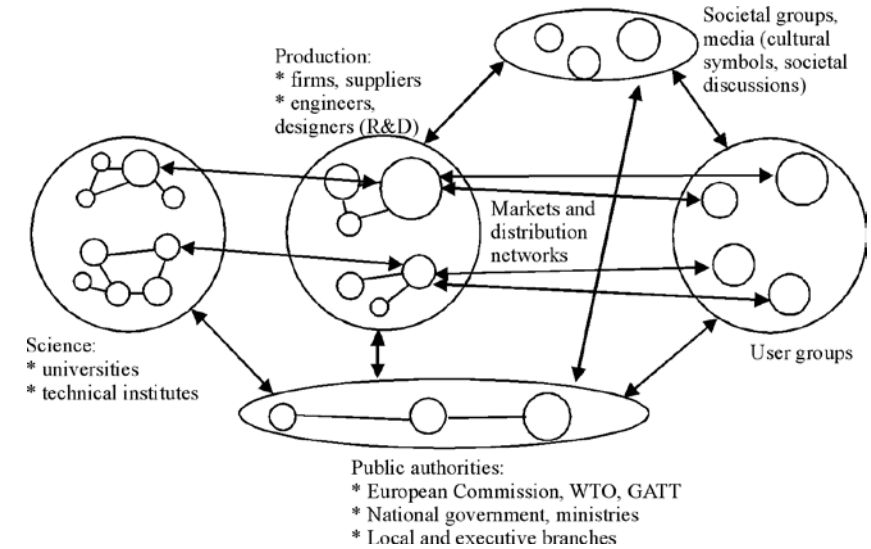 Societal groups,
media (cultural
symbols, societal
discussions)
Production:
* firms, suppliers
* engineers,
designers (R&D)
Markets and
distribution
networks
Science:
* universities
* technical institutes
User groups
Public authorities:
* European Commission, WTO, GATT
* National government, ministries
* Local and executive branches